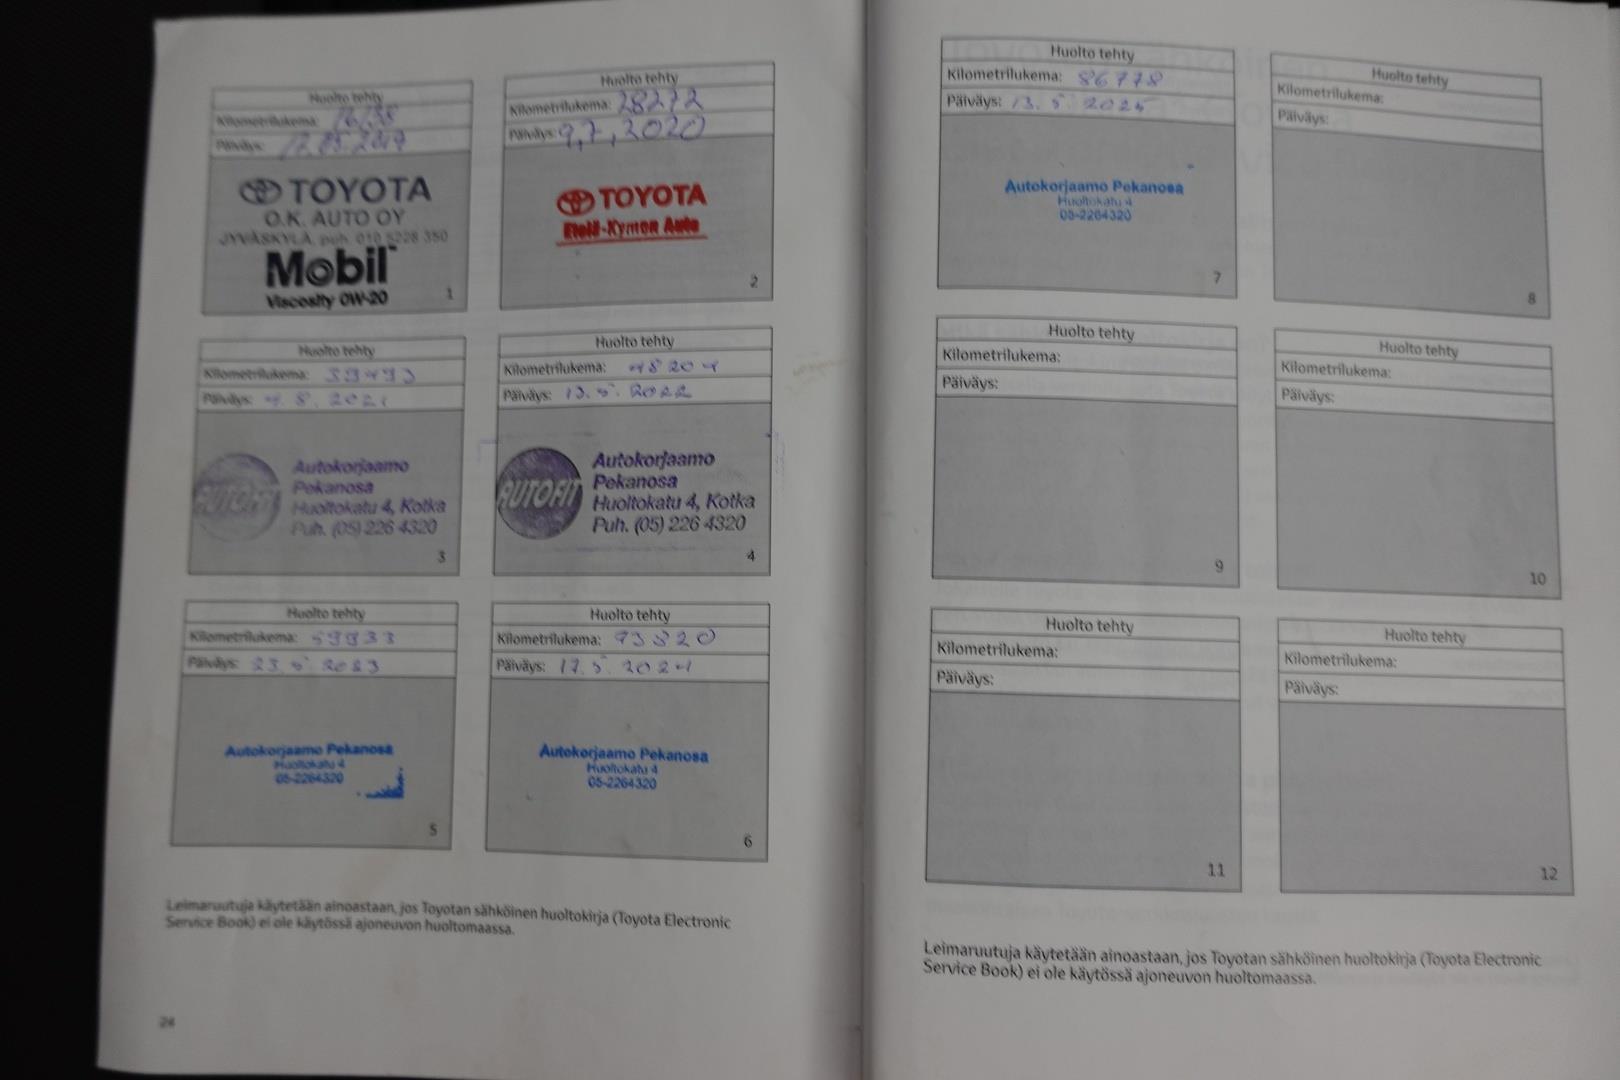 Huolto tehty
Kilometrilukema:
Päiväys:
TOYOTA
O.K. AUTO OY
JYVÄSKYLÄ, puh. 010 5228 350
Mobil
Viscosity 0W-20
1
Huolto tehty
Kilometrilukema: 28272
Päiväys: 9,7,2020
TOYOTA
Etelä-Kymen Auto
2
Huolto tehty
Kilometrilukema: 39493
Päiväys: 4.8.2021
AUTOFIT
Autokorjaamo
Pekanosa
Huoltokatu 4, Kotka
Puh. (05) 226 4320
3
Huolto tehty
Kilometrilukema: 48204
Päiväys: 13.5.2022
AUTOFIT
Autokorjaamo
Pekanosa
Huoltokatu 4, Kotka
Puh. (05) 226 4320
4
Huolto tehty
Kilometrilukema: 59933
Päiväys: 23.5.2023
Autokorjaamo Pekanosa
Huoltokatu 4
05-2264320
5
Huolto tehty
Kilometrilukema: 73820
Päiväys: 17.5.2024
Autokorjaamo Pekanosa
Huoltokatu 4
05-2264320
6
Leimaruutuja käytetään ainoastaan, jos Toyotan sähköinen huoltokirja (Toyota Electronic
Service Book) ei ole käytössä ajoneuvon huoltomaassa.
24
Huolto tehty
Kilometrilukema: 86778
Päiväys: 13.5.2025
Autokorjaamo Pekanosa
Huoltokatu 4
05-2264320
7
Huolto tehty
Kilometrilukema:
Päiväys:
8
Huolto tehty
Kilometrilukema:
Päiväys:
9
Huolto tehty
Kilometrilukema:
Päiväys:
10
Huolto tehty
Kilometrilukema:
Päiväys:
11
Huolto tehty
Kilometrilukema:
Päiväys:
12
Leimaruutuja käytetään ainoastaan, jos Toyotan sähköinen huoltokirja (Toyota Electronic
Service Book) ei ole käytössä ajoneuvon huoltomaassa.